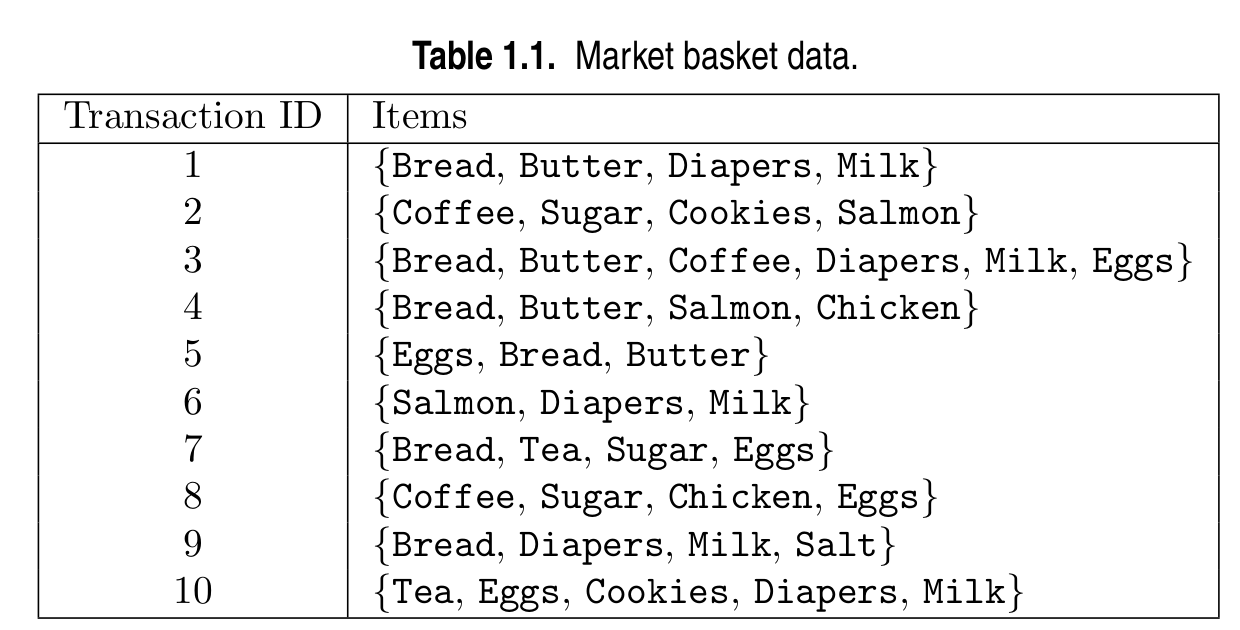 Table 1.1. Market basket data.
Transaction ID Items
1 {Bread, Butter, Diapers, Milk}
2 {Coffee, Sugar, Cookies, Salmon}
3 {Bread, Butter, Coffee, Diapers, Milk, Eggs}
4 {Bread, Butter, Salmon, Chicken}
5 {Eggs, Bread, Butter}
6 {Salmon, Diapers, Milk}
7 {Bread, Tea, Sugar, Eggs}
8 {Coffee, Sugar, Chicken, Eggs}
9 {Bread, Diapers, Milk, Salt}
10 {Tea, Eggs, Cookies, Diapers, Milk}